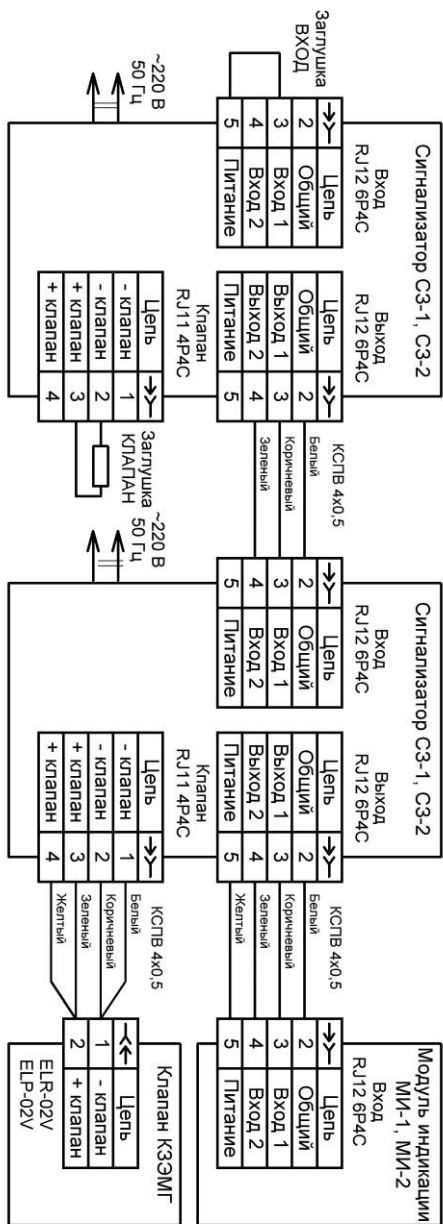 Сигнализатор СЗ-1, СЗ-2
Вход
RJ12 6P4C
Цепь
2 Общий
3 Вход 1
4 Вход 2
5 Питание
Заглушка
ВХОД
~220 В
50 Гц
Выход
RJ12 6P4C
Цепь
Общий 2
Выход 1 3
Выход 2 4
Питание 5
Клапан
RJ11 4P4C
Цепь
- клапан 1
- клапан 2
+ клапан 3
+ клапан 4
Заглушка
КЛАПАН
КСПВ 4х0,5
Белый
Коричневый
Зеленый
Сигнализатор СЗ-1, СЗ-2
Вход
RJ12 6P4C
Цепь
2 Общий
3 Вход 1
4 Вход 2
5 Питание
~220 В
50 Гц
Выход
RJ12 6P4C
Цепь
Общий 2
Выход 1 3
Выход 2 4
Питание 5
Клапан
RJ11 4P4C
Цепь
- клапан 1
- клапан 2
+ клапан 3
+ клапан 4
КСПВ 4х0,5
Белый
Коричневый
Зеленый
Желтый
КСПВ 4х0,5
Белый
Коричневый
Зеленый
Желтый
Модуль индикации
МИ-1, МИ-2
Вход
RJ12 6P4C
Цепь
2 Общий
3 Вход 1
4 Вход 2
5 Питание
Клапан КЗЭМГ
Цепь
1 - клапан
2 + клапан
ELR-02V
ELP-02V